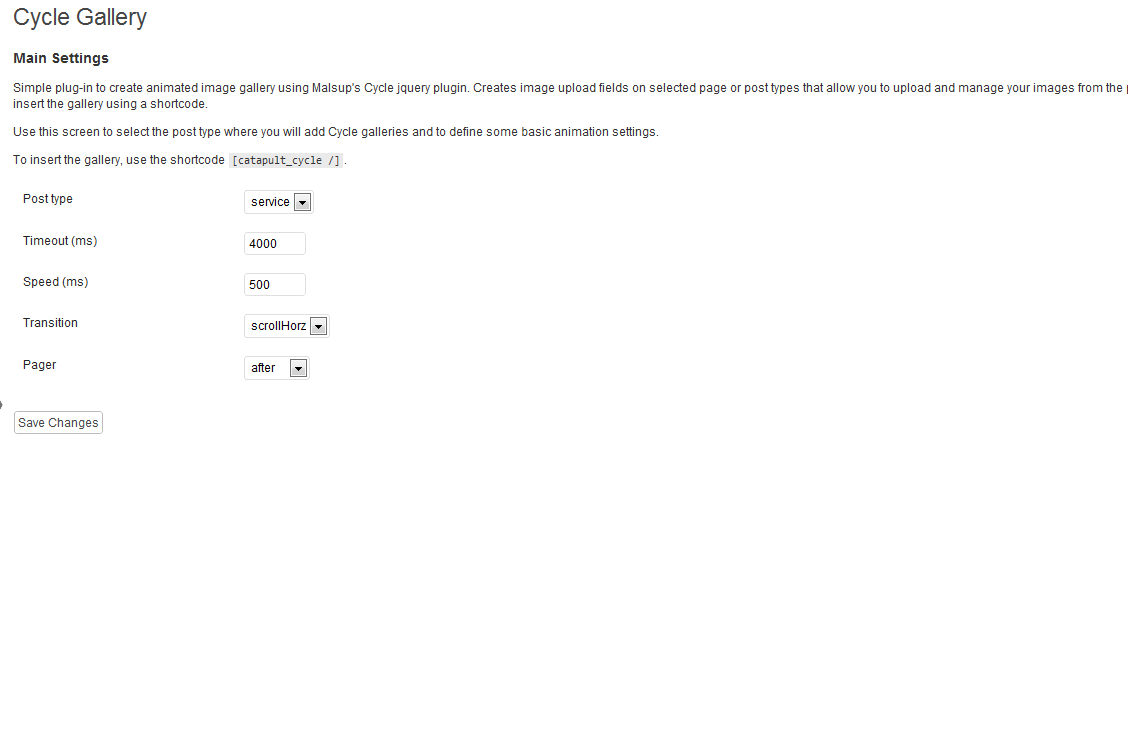 Cycle Gallery
Main Settings
Simple plug-in to create animated image gallery using Malsup's Cycle jquery plugin. Creates image upload fields on selected page or post types that allow you to upload and manage your images from the
insert the gallery using a shortcode.
Use this screen to select the post type where you will add Cycle galleries and to define some basic animation settings.
To insert the gallery, use the shortcode [catapult_cycle /].
Post type service
Timeout (ms) 4000
Speed (ms) 500
Transition scrollHorz
Pager after
Save Changes